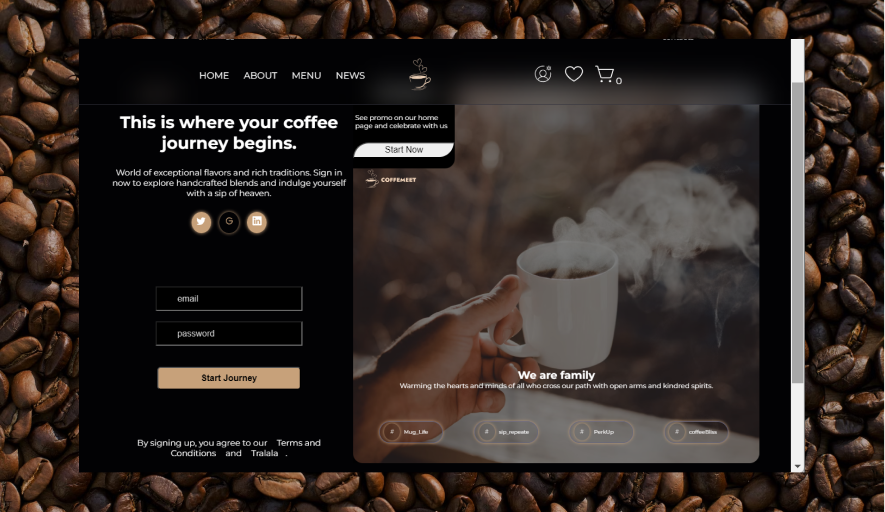 HOME ABOUT MENU NEWS
0
This is where your coffee
journey begins.
World of exceptional flavors and rich traditions. Sign in
now to explore handcrafted blends and indulge yourself
with a sip of heaven.
G
email
password
Start Journey
By signing up, you agree to our Terms and
Conditions and Tralala .
See promo on our home
page and celebrate with us
Start Now
COFFEMEET
We are family
Warming the hearts and minds of all who cross our path with open arms and kindred spirits.
# Mug_Life # sip_repeate # PerkUp # coffeeBliss